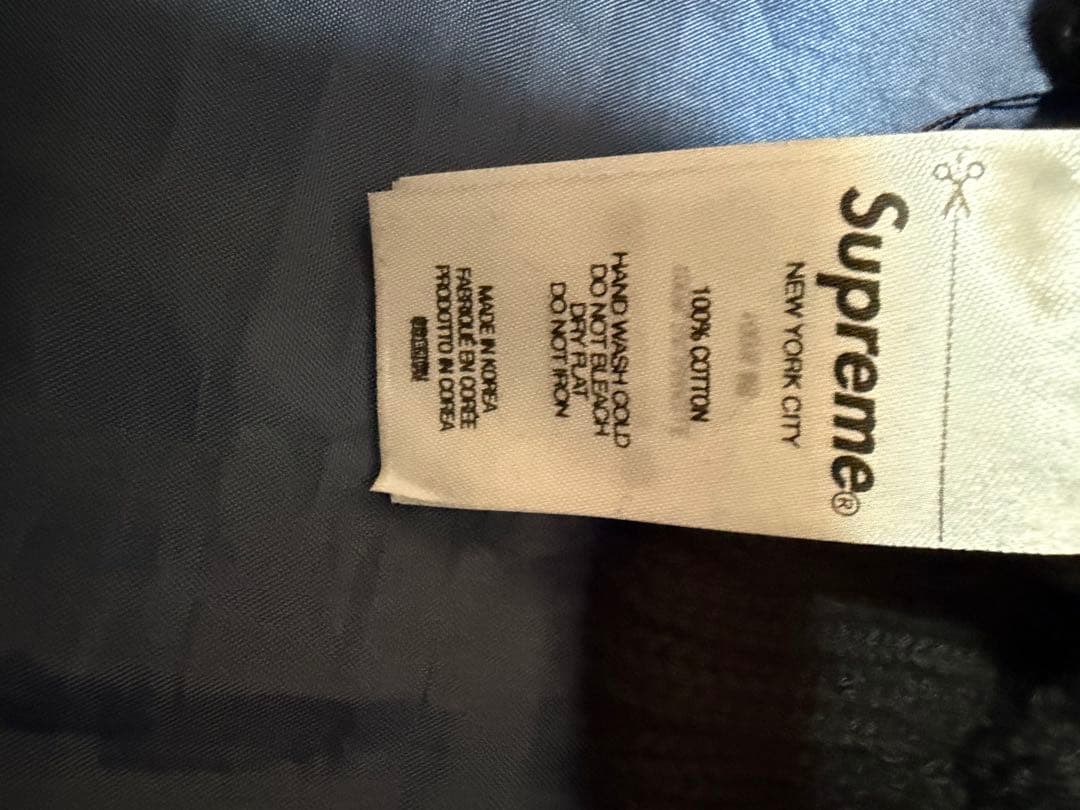 Supreme®
NEW YORK CITY
100% COTTON
HAND WASH COLD
DO NOT BLEACH
DRY FLAT
DO NOT IRON
MADE IN KOREA
FABRIQUÉ EN CORÉE
PRODOTTO IN COREA